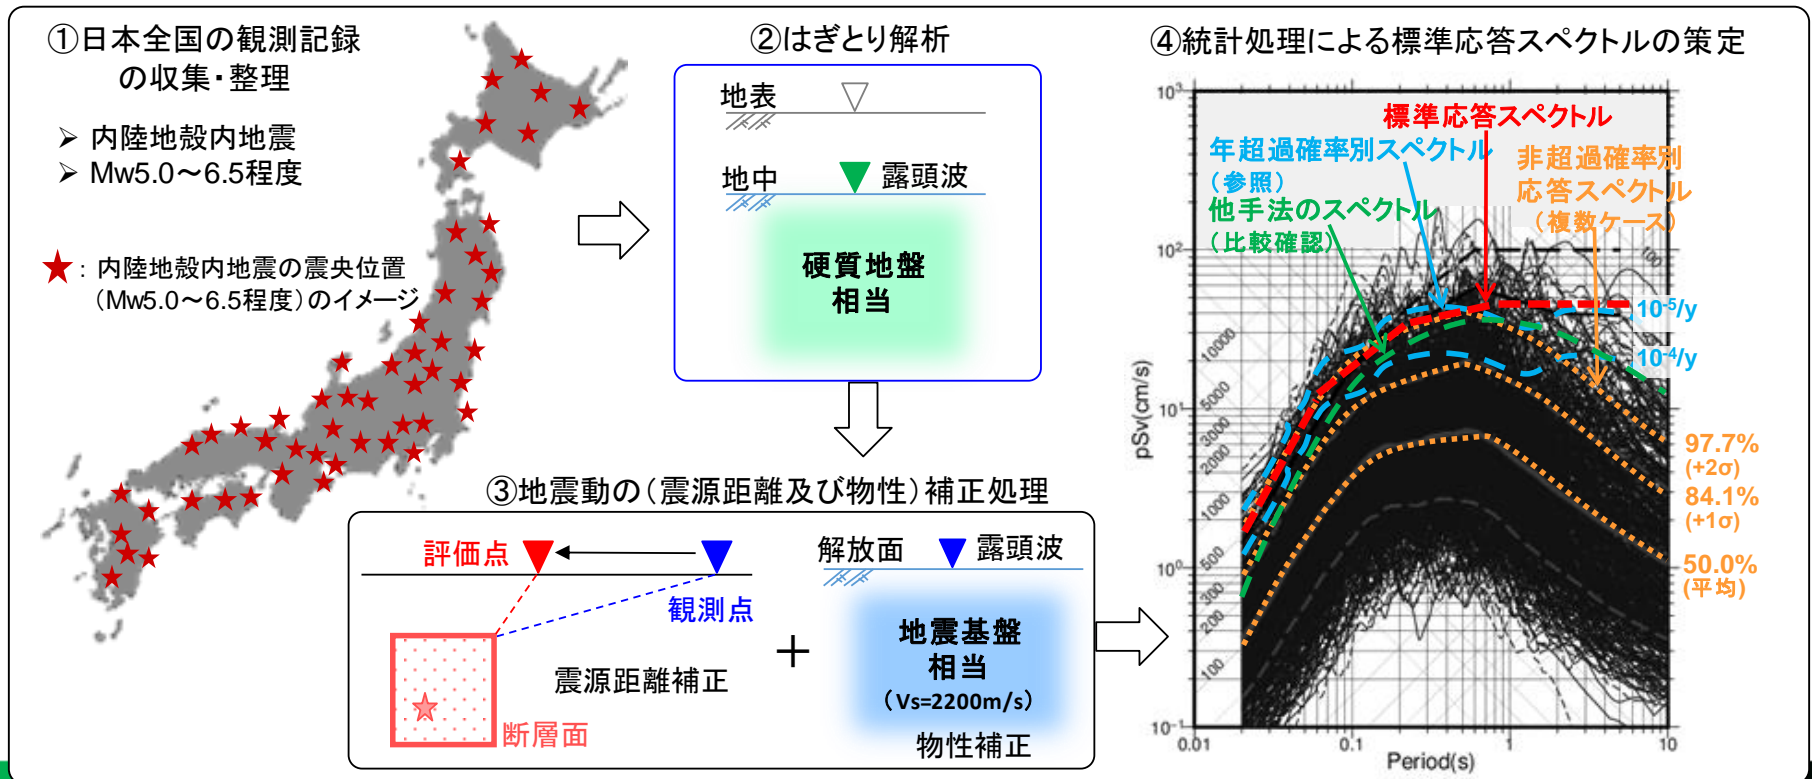 ①日本全国の観測記録
の収集・整理
➢ 内陸地殻内地震
➢ Mw5.0～6.5程度
★：内陸地殻内地震の震央位置
（Mw5.0～6.5程度）のイメージ
②はぎとり解析
地表
地中
露頭波
硬質地盤
相当
③地震動の（震源距離及び物性）補正処理
評価点
観測点
震源距離補正
断層面
＋
解放面
露頭波
地震基盤
相当
（Vs=2200m/s）
物性補正
④統計処理による標準応答スペクトルの策定
標準応答スペクトル
年超過確率別スペクトル
（参照）
他手法のスペクトル
（比較確認）
非超過確率別
応答スペクトル
（複数ケース）
10⁻⁵/y
10⁻⁴/y
97.7%
(+2σ)
84.1%
(+1σ)
50.0%
(平均)
pSv(cm/s)
10³
10²
10¹
10⁰
10⁻¹
10000
5000
3000
2000
1000
500
300
200
100
100
0.01
0.1
1
10
Period(s)